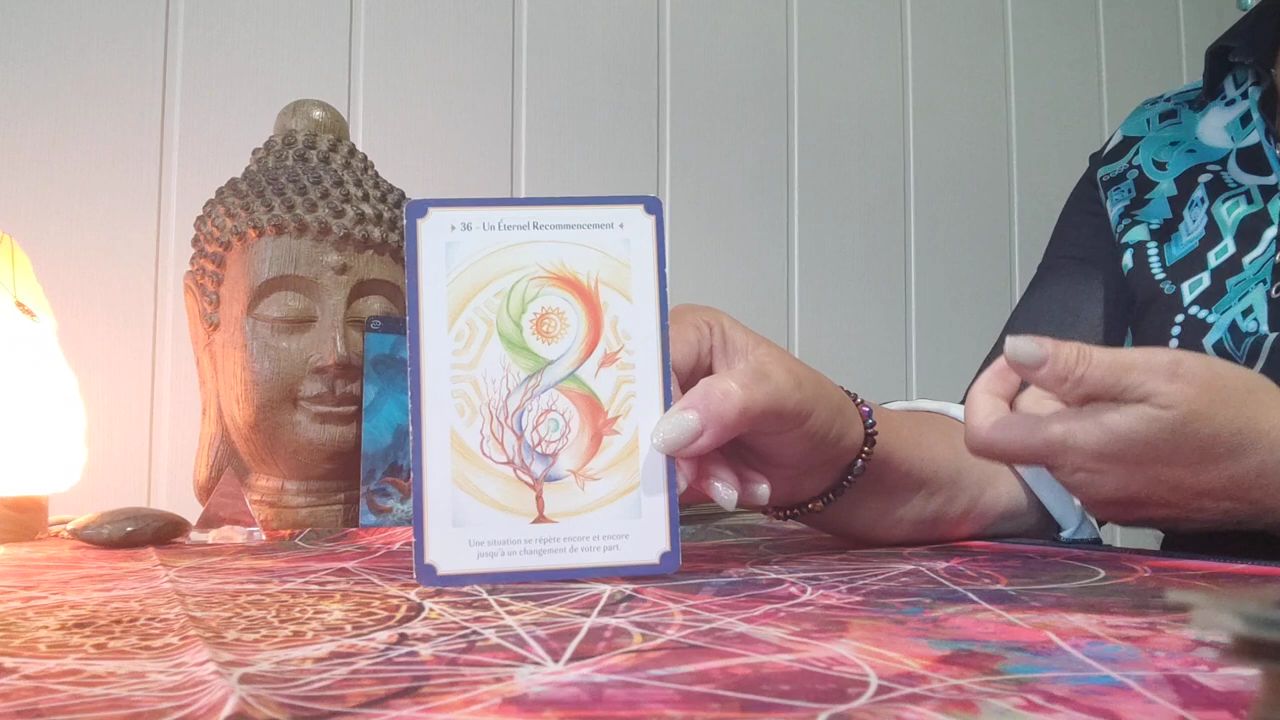 36 - Un Éternel Recommencement
Une situation se répète encore et encore
jusqu'à un changement de votre part.